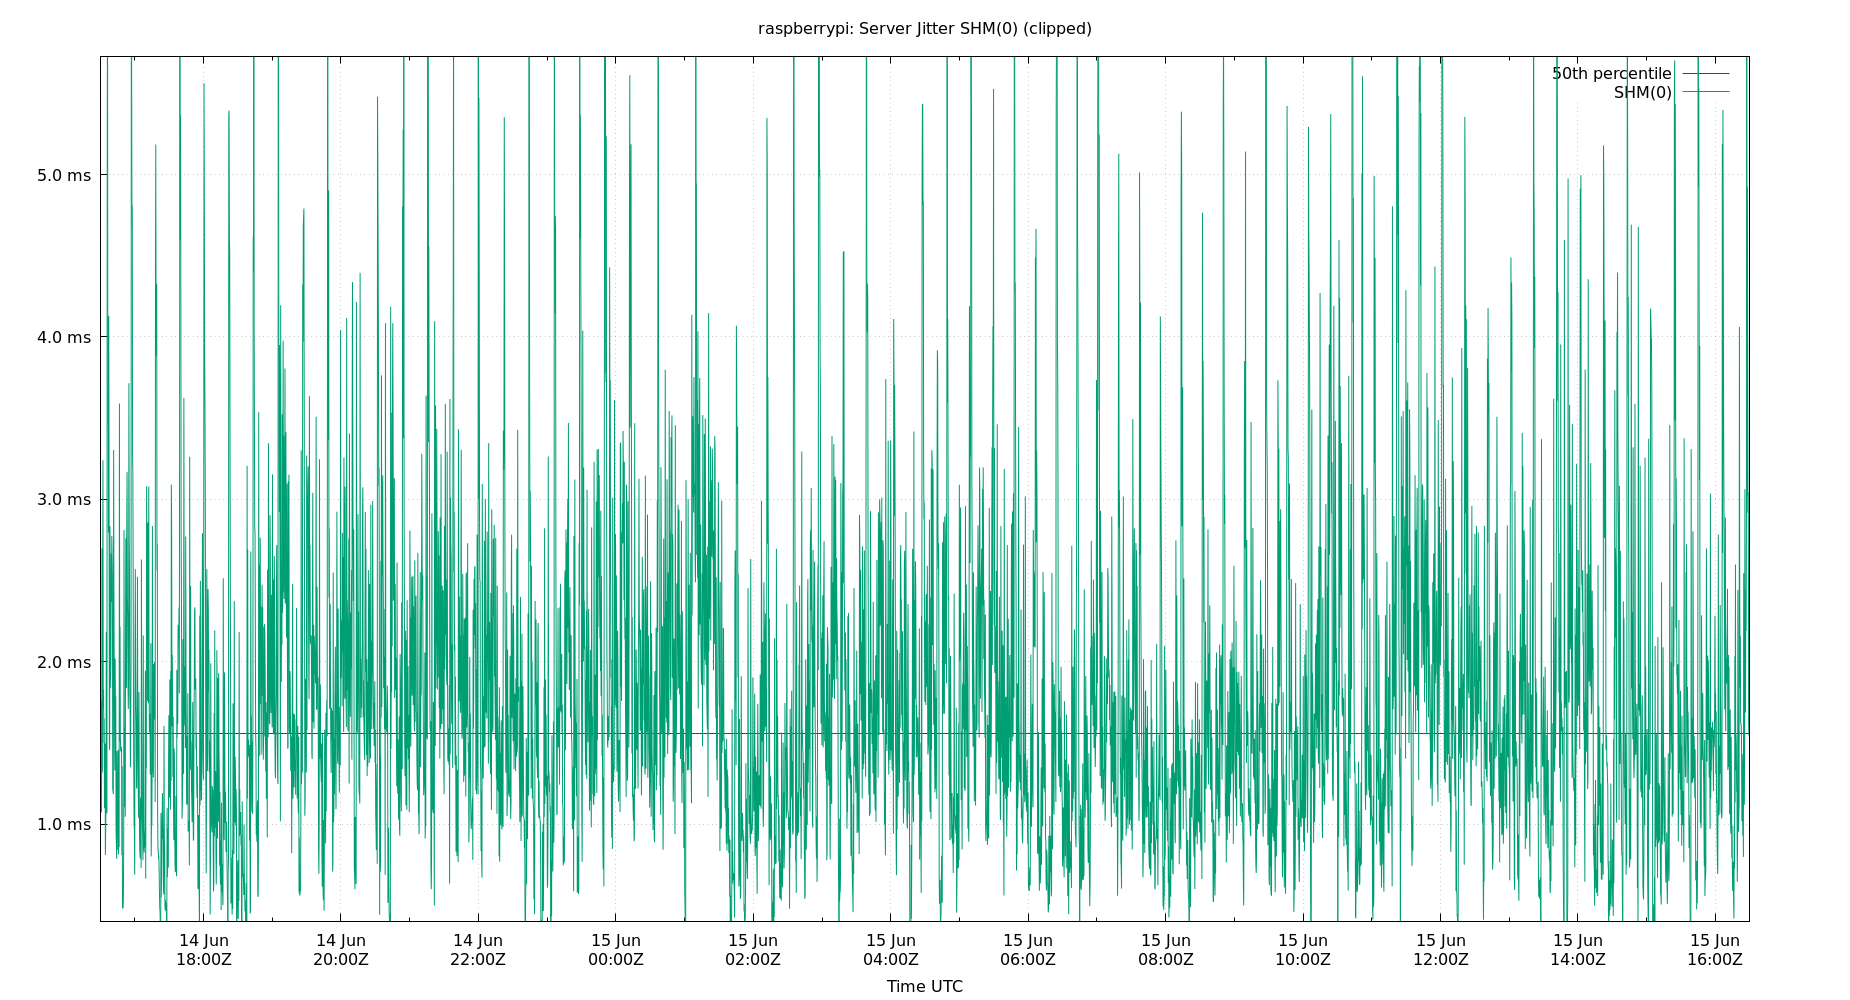 raspberrypi: Server Jitter SHM(0) (clipped)
50th percentile
SHM(0)
5.0 ms
4.0 ms
3.0 ms
2.0 ms
1.0 ms
14 Jun 14 Jun 14 Jun 15 Jun 15 Jun 15 Jun 15 Jun 15 Jun 15 Jun 15 Jun 15 Jun 15 Jun
18:00Z 20:00Z 22:00Z 00:00Z 02:00Z 04:00Z 06:00Z 08:00Z 10:00Z 12:00Z 14:00Z 16:00Z
Time UTC